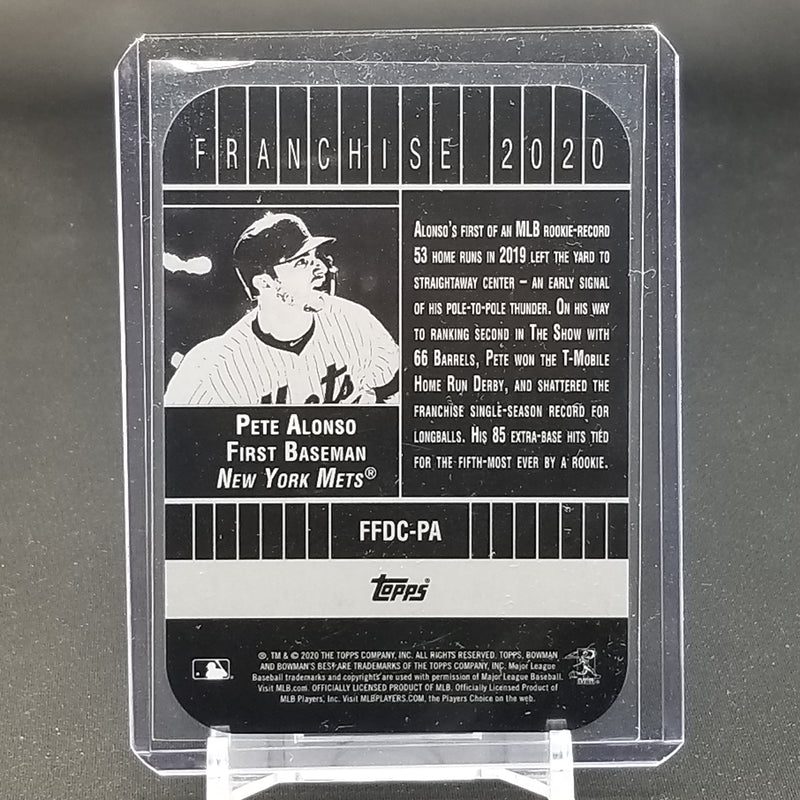 FRANCHISE 2020
Alonso's first of an MLB rookie-record
53 home runs in 2019 left the yard to
straightaway center – an early signal
of his pole-to-pole thunder. On his way
to ranking second in The Show with
66 Barrels, Pete won the T-Mobile
Home Run Derby, and shattered the
franchise single-season record for
longballs. His 85 extra-base hits tied
for the fifth-most ever by a rookie.
Mets
Pete Alonso
First Baseman
New York Mets®
FFDC-PA
Topps®
®, TM & © 2020 THE TOPPS COMPANY, INC. ALL RIGHTS RESERVED. TOPPS, BOWMAN
AND BOWMAN'S BEST ARE TRADEMARKS OF THE TOPPS COMPANY, INC. Major League
Baseball trademarks and copyrights are used with permission of Major League Baseball.
Visit MLB.com. OFFICIALLY LICENSED PRODUCT OF MLB. Officially Licensed Product of
MLB Players, Inc. Visit MLBPLAYERS.COM, the Players Choice on the web.